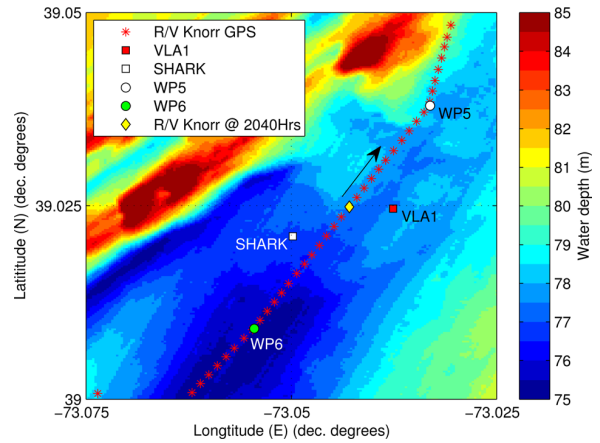 39.05
R/V Knorr GPS
VLA1
SHARK
WP5
WP6
R/V Knorr @ 2040Hrs
WP5
39.025
VLA1
SHARK
WP6
39
−73.075
−73.05
−73.025
Longtitude (E) (dec. degrees)
Latititude (N) (dec. degrees)
85
84
83
82
81
80
79
78
77
76
75
Water depth (m)